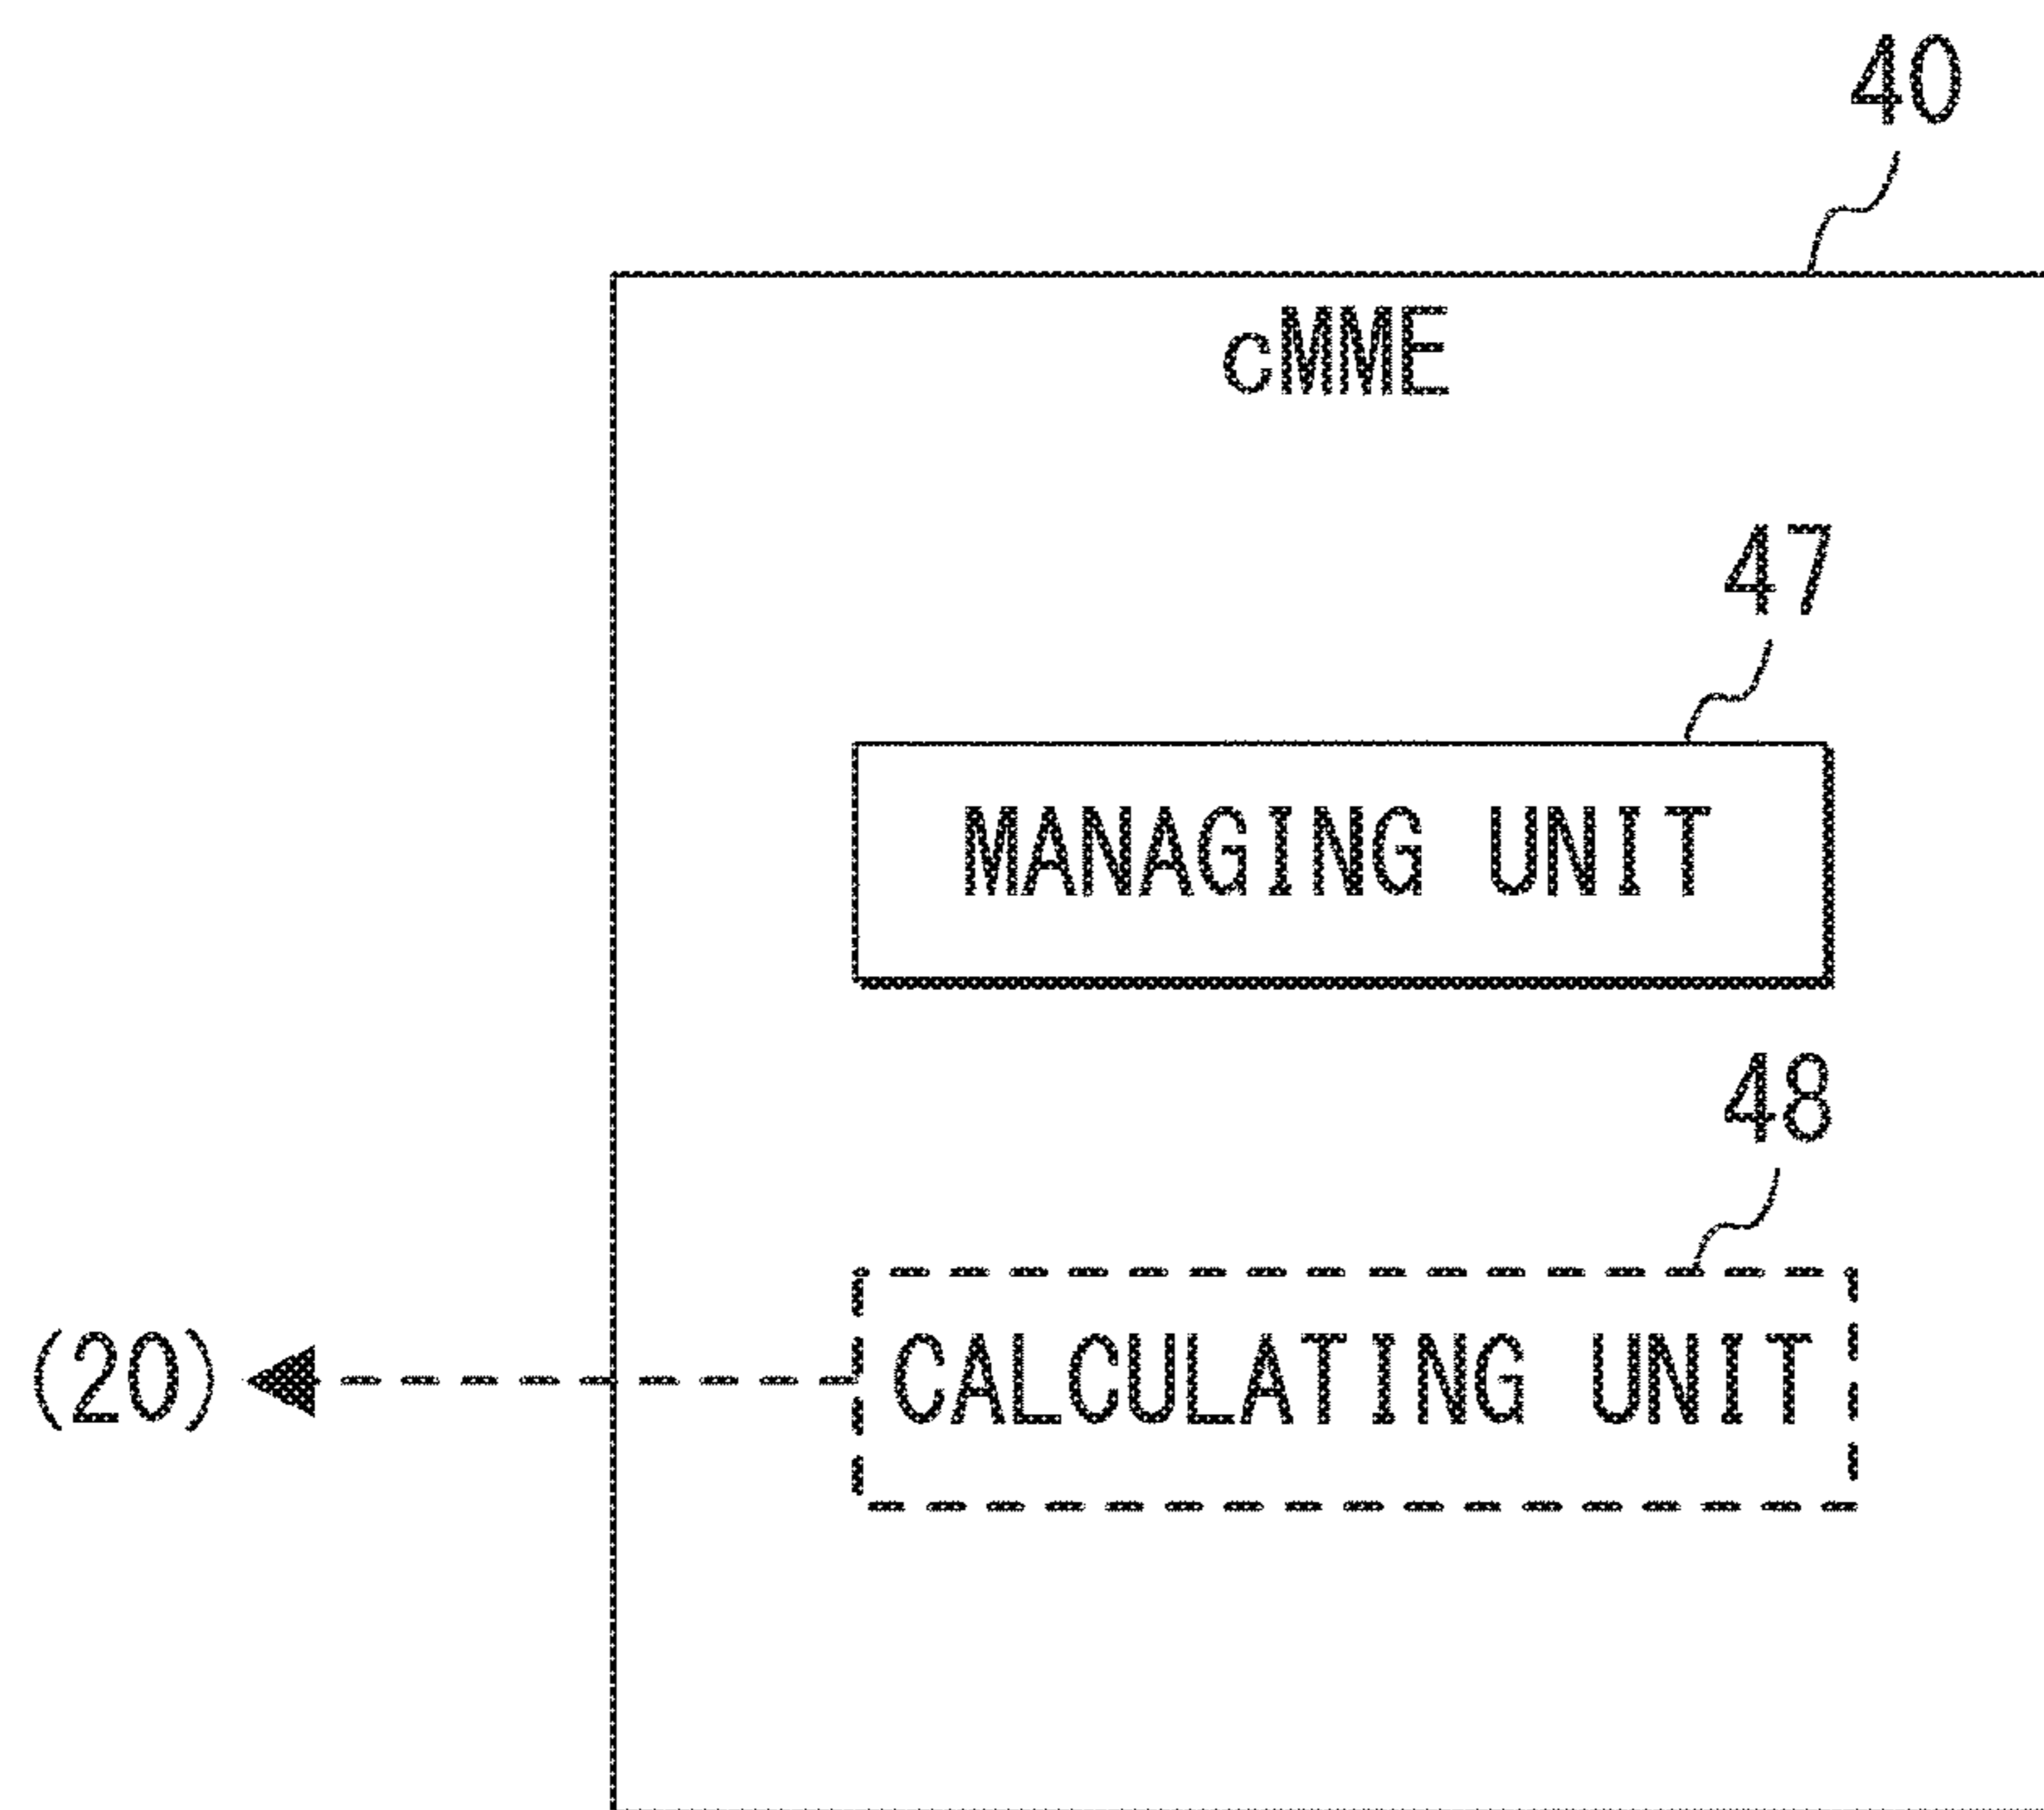 40
cMME
47
MANAGING UNIT
48
(20) CALCULATING UNIT